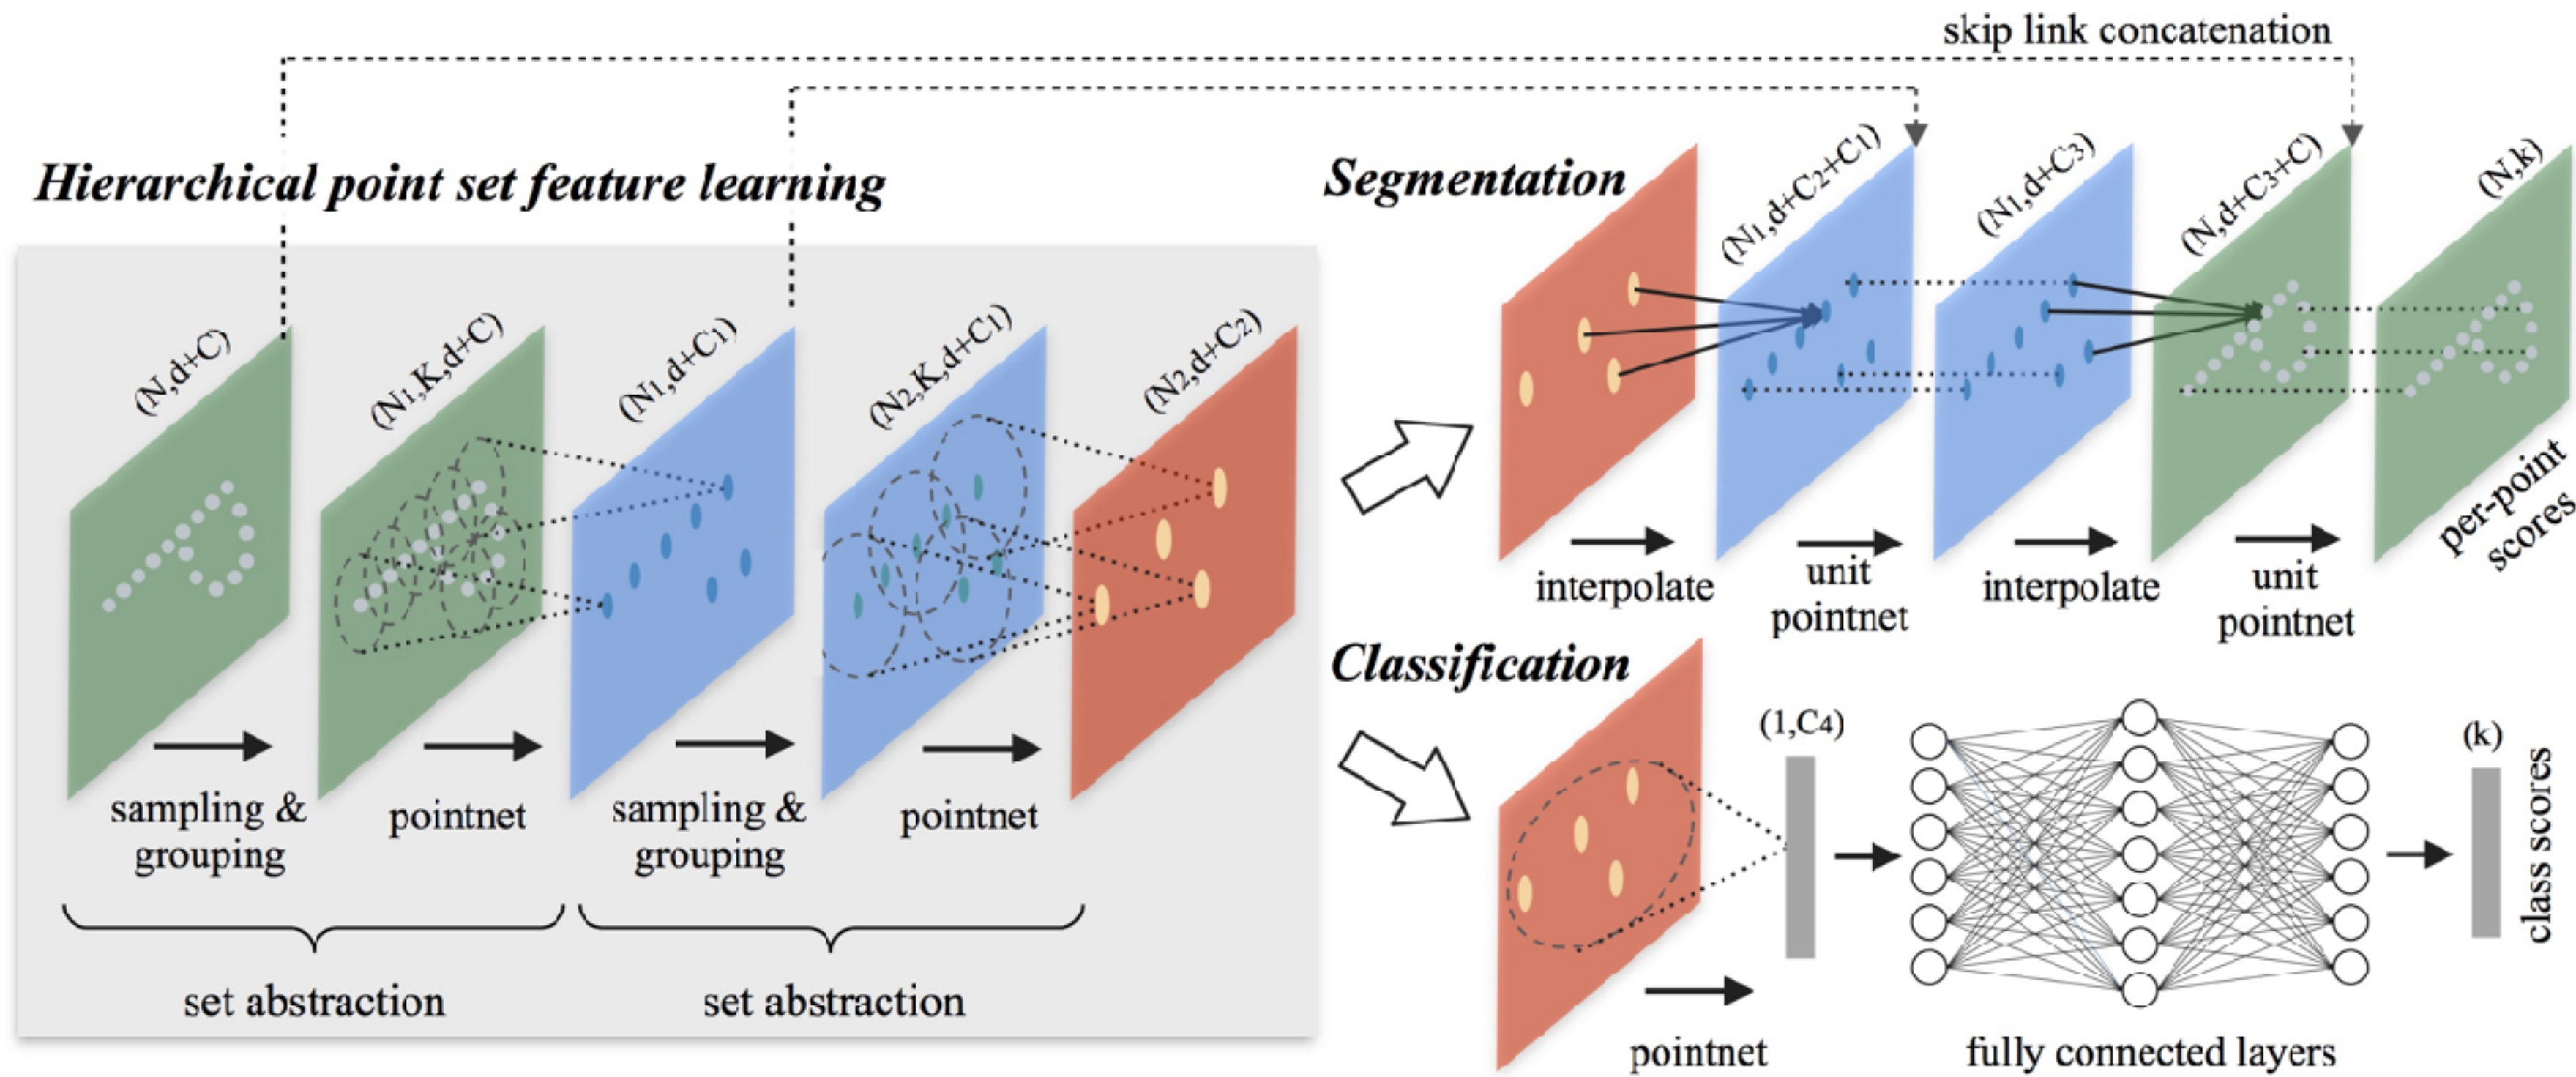 skip link concatenation
Hierarchical point set feature learning
(N,d+C)
(N1,K,d+C)
(N1,d+C1)
(N2,K,d+C1)
(N2,d+C2)
sampling &
grouping
pointnet
sampling &
grouping
pointnet
set abstraction
set abstraction
Segmentation
(N1,d+C2+C1)
(N1,d+C3)
(N,d+C3+C)
(N,k)
interpolate
unit
pointnet
interpolate
unit
pointnet
per-point
scores
Classification
(1,C4)
(k)
class scores
pointnet
fully connected layers